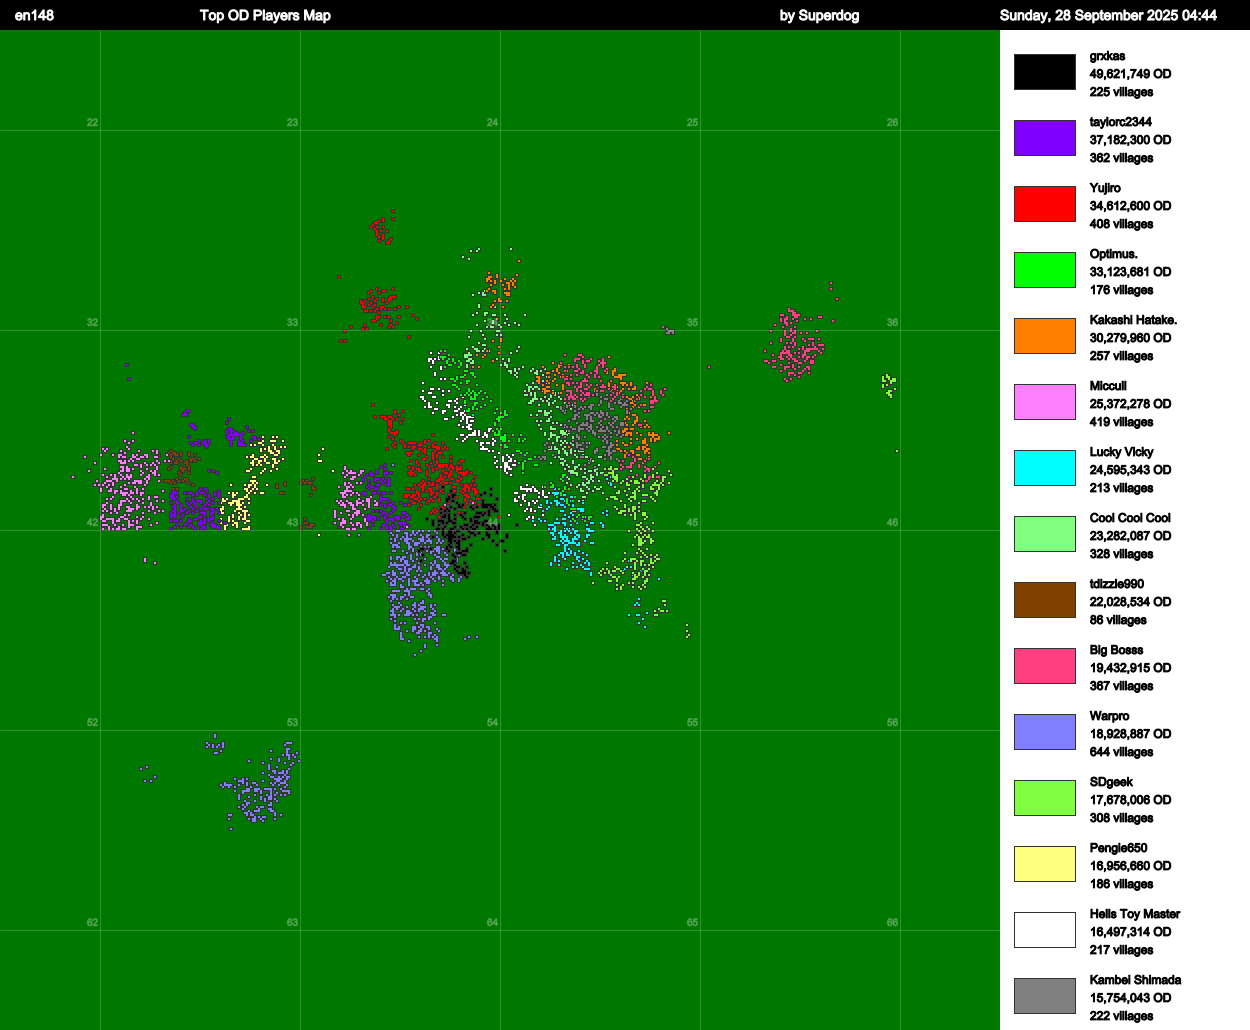 en148 Top OD Players Map by Superdog Sunday, 28 September 2025 04:44
grxkas
49,621,749 OD
225 villages
22 23 24 25 26
taylorc2344
37,182,300 OD
362 villages
Yujiro
34,612,600 OD
408 villages
Optimus.
33,123,681 OD
176 villages
Kakashi Hatake.
30,279,960 OD
257 villages
32 33 35 36
Miccull
25,372,278 OD
419 villages
Lucky Vicky
24,595,343 OD
213 villages
Cool Cool Cool
23,282,087 OD
328 villages
42 43 44 45 46
tdizzle990
22,028,534 OD
86 villages
Big Bosss
19,432,915 OD
367 villages
Warpro
18,928,887 OD
644 villages
52 53 54 55 56
SDgeek
17,678,006 OD
308 villages
Pengle650
16,956,660 OD
186 villages
Hells Toy Master
16,497,314 OD
217 villages
62 63 64 65 66
Kambei Shimada
15,754,043 OD
222 villages